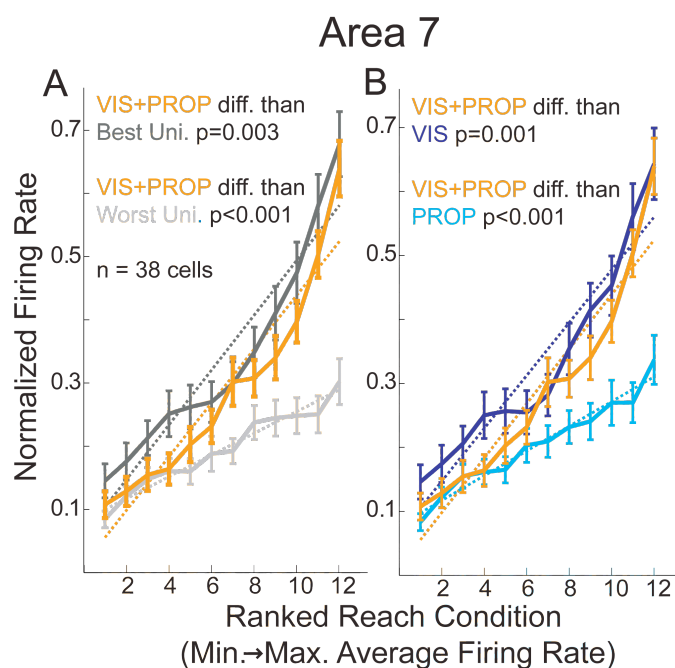 Area 7
A
VIS+PROP diff. than
Best Uni. p=0.003
VIS+PROP diff. than
Worst Uni. p<0.001
n = 38 cells
B
VIS+PROP diff. than
VIS p=0.001
VIS+PROP diff. than
PROP p<0.001
Normalized Firing Rate
0.7
0.5
0.3
0.1
0.7
0.5
0.3
0.1
2 4 6 8 10 12
2 4 6 8 10 12
Ranked Reach Condition
(Min.→Max. Average Firing Rate)